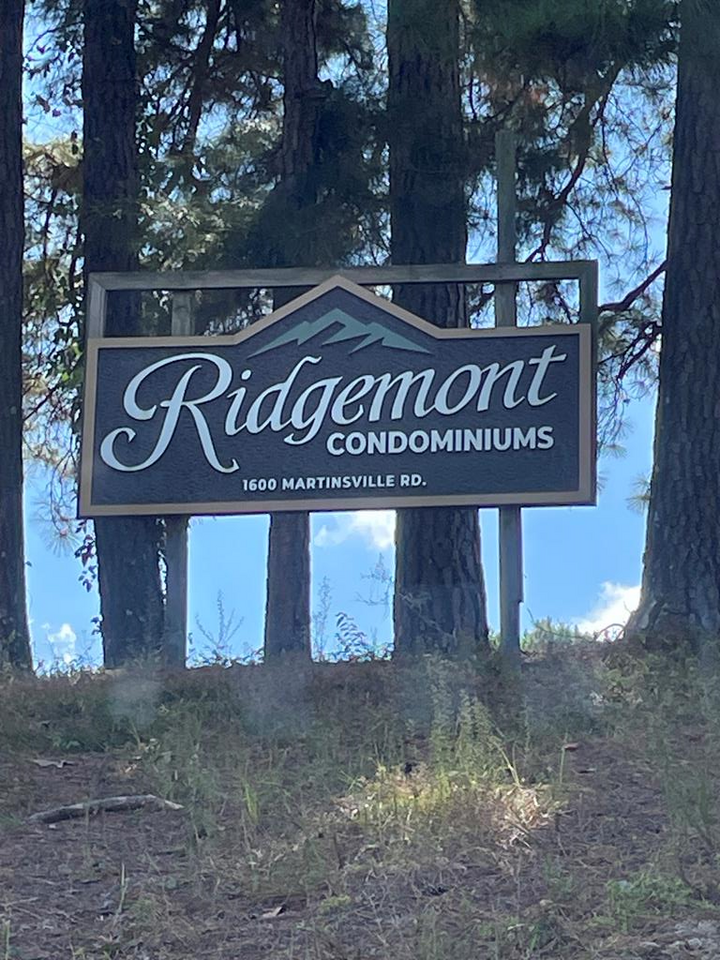 Ridgemont
CONDOMINIUMS
1600 MARTINSVILLE RD.